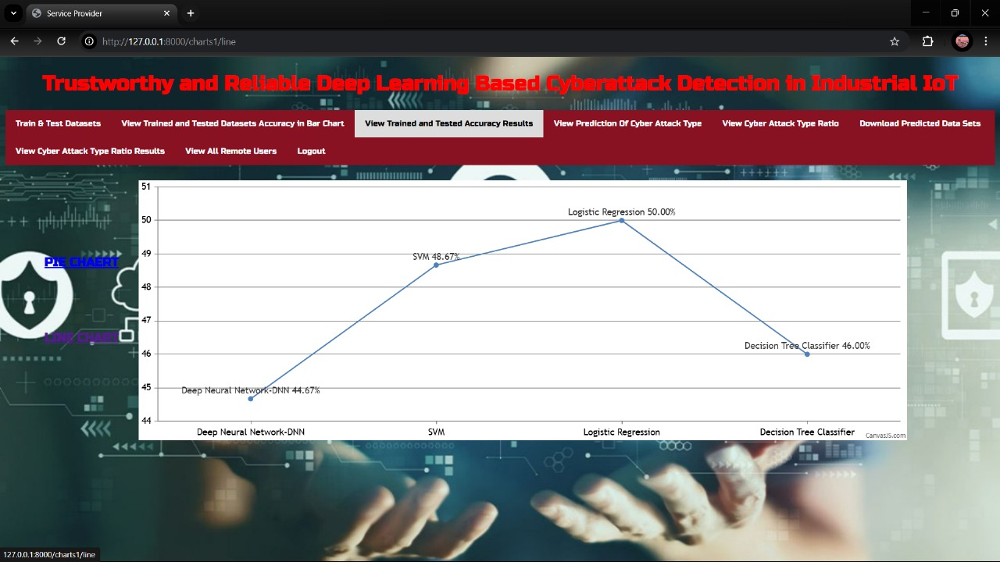 Service Provider
http://127.0.0.1:8000/charts1/line
Trustworthy and Reliable Deep Learning Based Cyberattack Detection in Industrial IoT
Train & Test Datasets View Trained and Tested Datasets Accuracy in Bar Chart View Trained and Tested Accuracy Results View Prediction Of Cyber Attack Type View Cyber Attack Type Ratio Download Predicted Data Sets
View Cyber Attack Type Ratio Results View All Remote Users Logout
PIE CHAERT
LINE CHART
51
50
49
48
47
46
45
44
Logistic Regression 50.00%
SVM 48.67%
Decision Tree Classifier 46.00%
Deep Neural Network-DNN 44.67%
Deep Neural Network-DNN SVM Logistic Regression Decision Tree Classifier
CanvasJS.com
127.0.0.1:8000/charts1/line